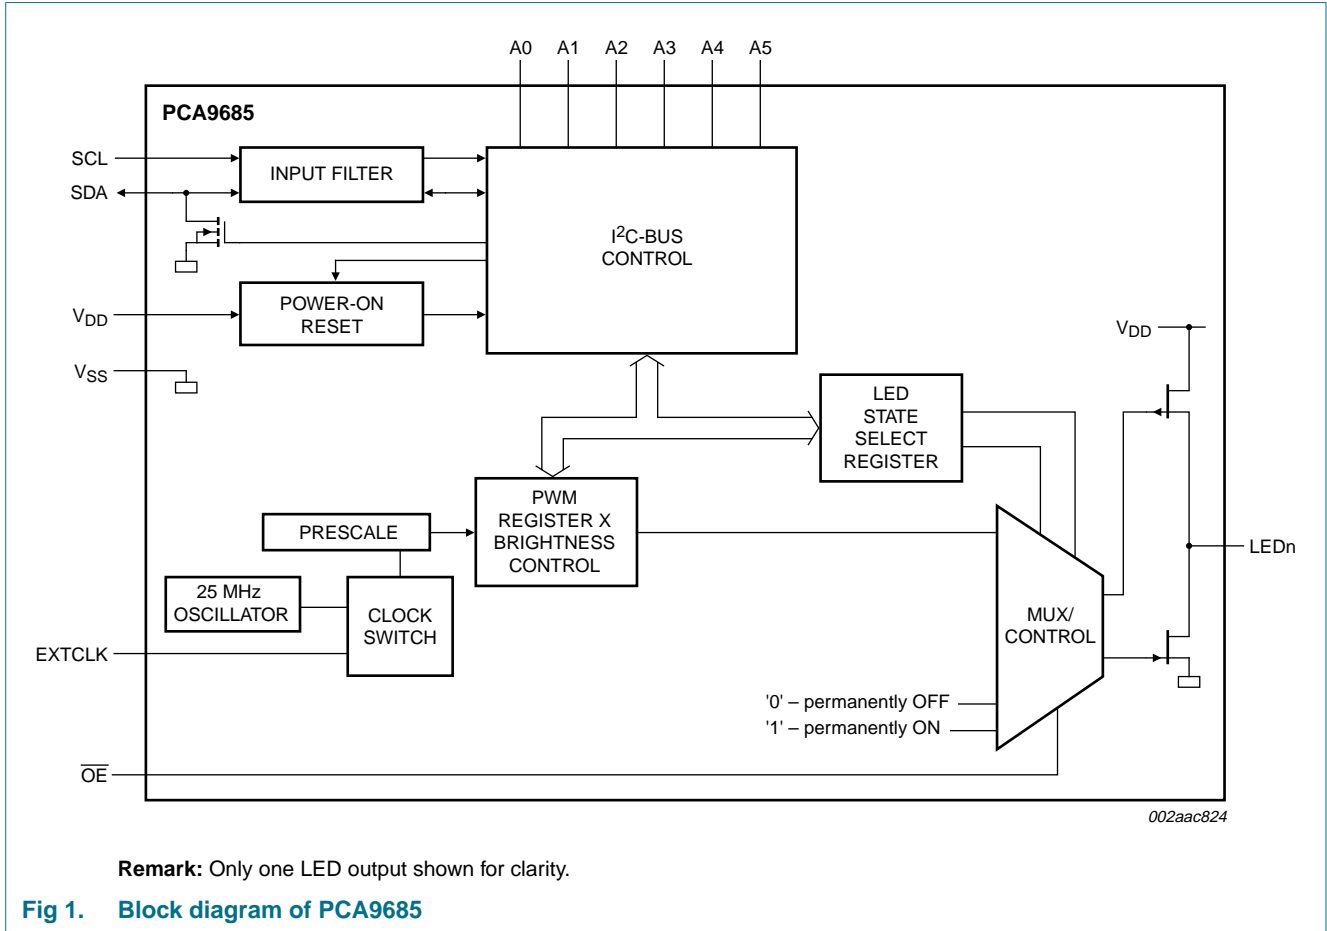 A0 A1 A2 A3 A4 A5
PCA9685
SCL
INPUT FILTER
SDA
I²C-BUS
CONTROL
POWER-ON
RESET
VDD
VSS
VDD
LED
STATE
SELECT
REGISTER
PWM
REGISTER X
BRIGHTNESS
CONTROL
PRESCALE
25 MHz
OSCILLATOR
CLOCK
SWITCH
EXTCLK
LEDn
MUX/
CONTROL
'0' – permanently OFF
'1' – permanently ON
OE
002aac824
Remark: Only one LED output shown for clarity.
Fig 1. Block diagram of PCA9685